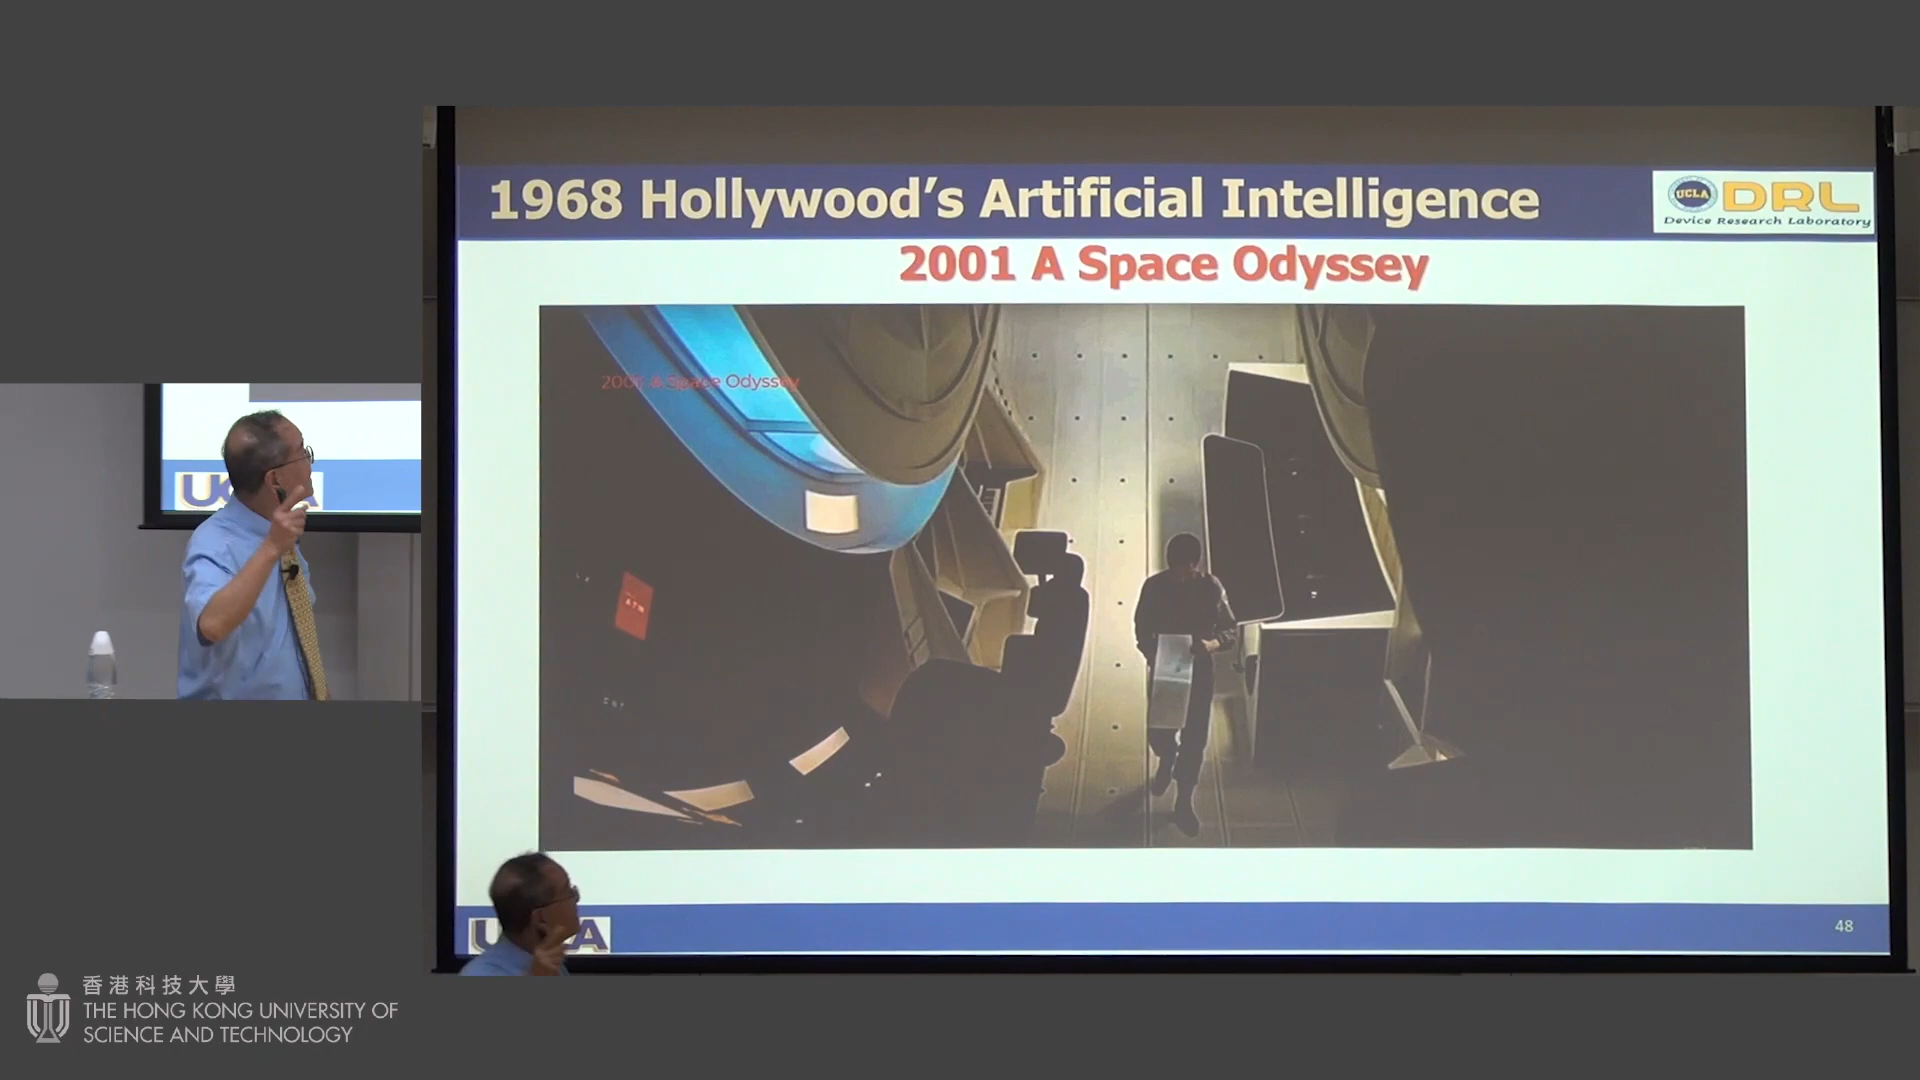 1968 Hollywood's Artificial Intelligence
UCLA
DRL
Device Research Laboratory
2001 A Space Odyssey
2001 A Space Odyssey
ATM
48
香港科技大學
THE HONG KONG UNIVERSITY OF
SCIENCE AND TECHNOLOGY